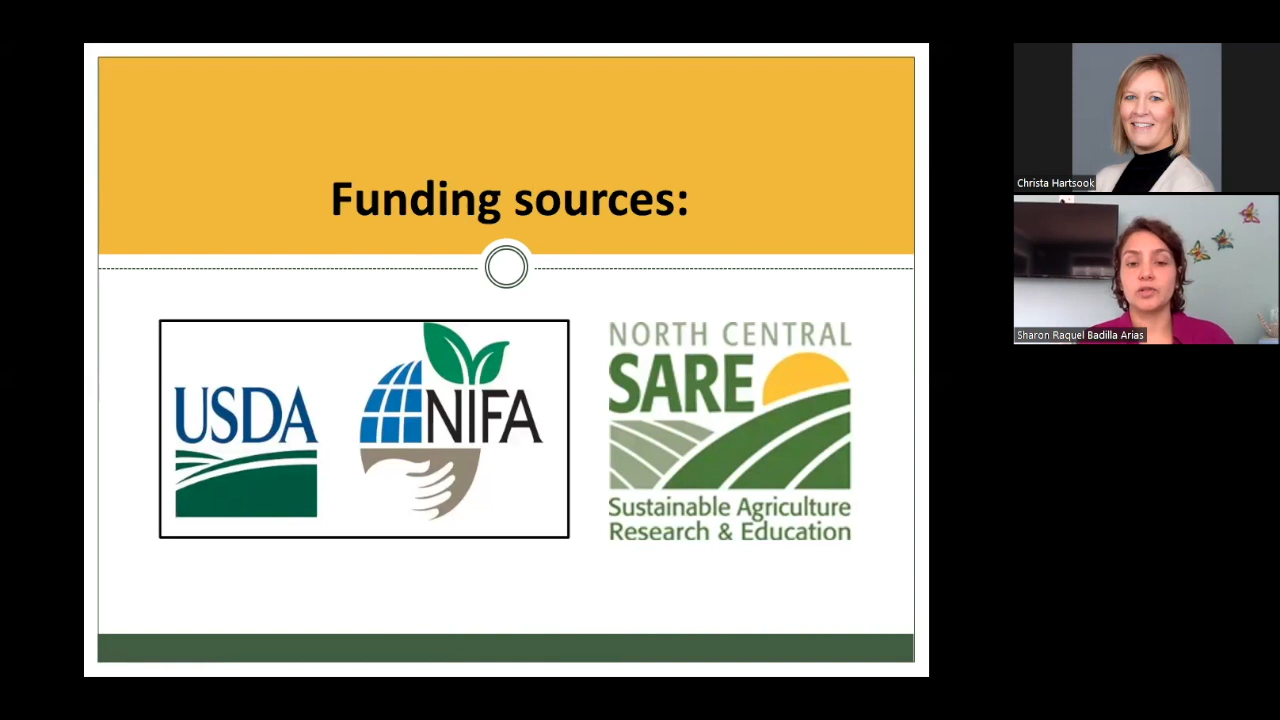 Funding sources:
USDA
NIFA
NORTH CENTRAL
SARE
Sustainable Agriculture
Research & Education
Christa Hartsook
Sharon Raquel Badilla Arias